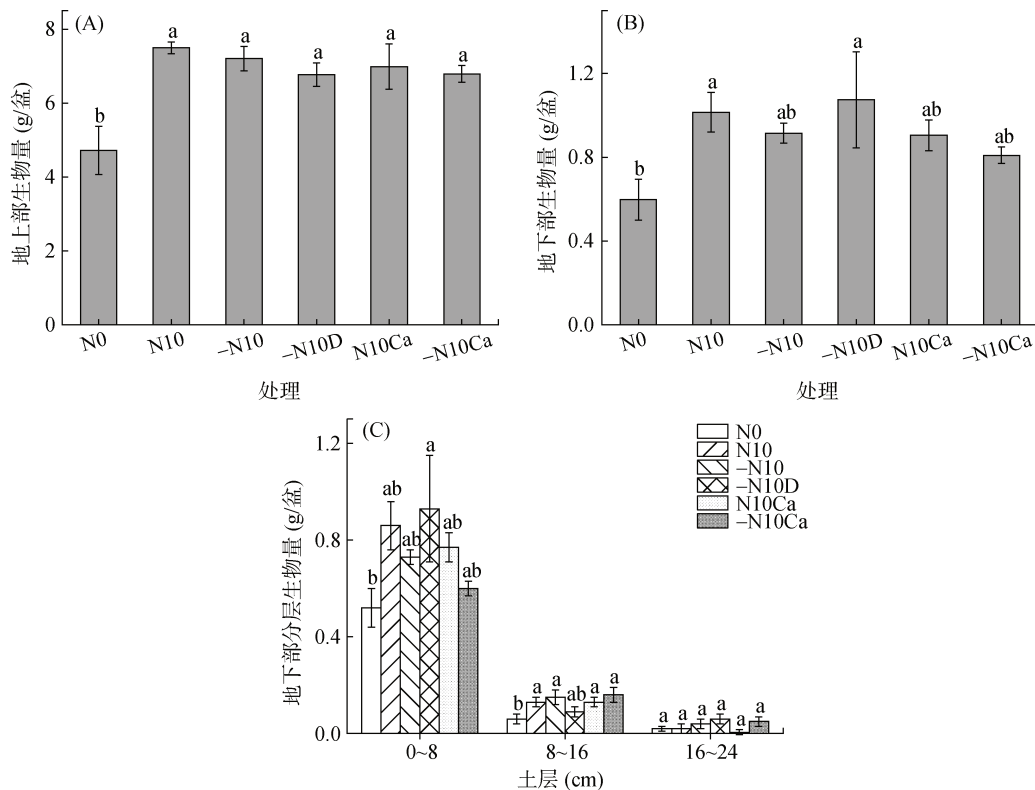 (A)
地上部生物量 (g/盆)
8
6
4
2
0
b
a
a
a
a
a
N0
N10
−N10
−N10D
N10Ca
−N10Ca
处理
(B)
地下部生物量 (g/盆)
1.2
0.8
0.4
0.0
b
a
ab
a
ab
ab
N0
N10
−N10
−N10D
N10Ca
−N10Ca
处理
(C)
地下部分层生物量 (g/盆)
1.2
0.8
0.4
0.0
b
ab
ab
a
ab
ab
b
a
a
ab
a
a
a
a
a
a
a
a
0~8
8~16
16~24
土层 (cm)
N0
N10
−N10
−N10D
N10Ca
−N10Ca